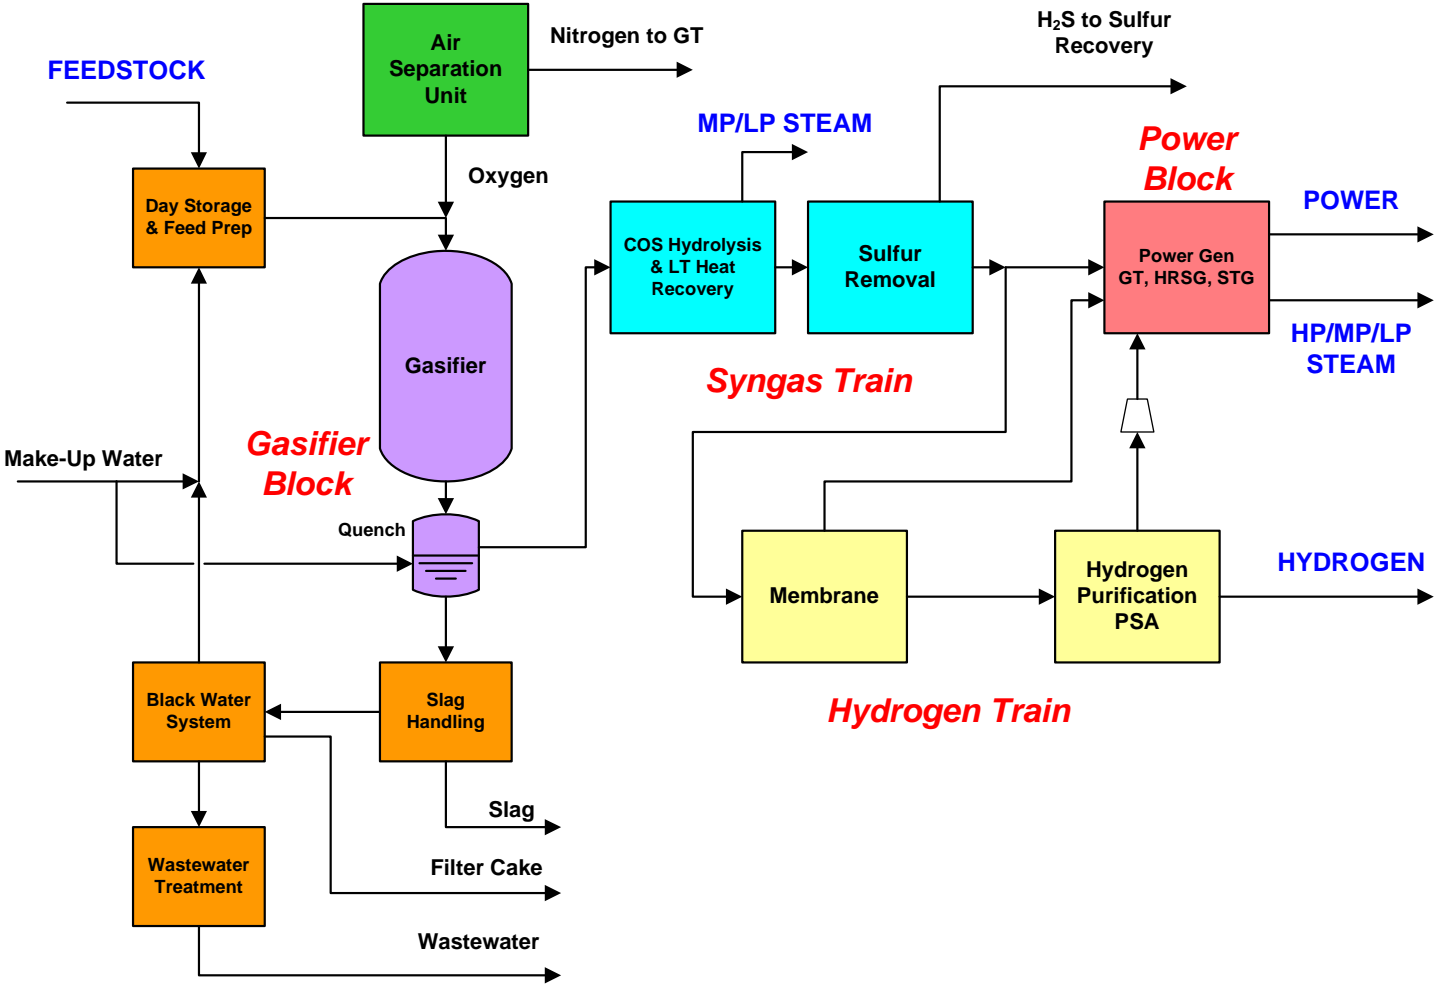 H₂S to Sulfur
Recovery
Nitrogen to GT
Air
Separation
Unit
FEEDSTOCK
MP/LP STEAM
Power
Block
Oxygen
Day Storage
& Feed Prep
POWER
COS Hydrolysis
& LT Heat
Recovery
Sulfur
Removal
Power Gen
GT, HRSG, STG
HP/MP/LP
STEAM
Gasifier
Syngas Train
Gasifier
Block
Make-Up Water
Quench
Membrane
Hydrogen
Purification
PSA
HYDROGEN
Black Water
System
Slag
Handling
Hydrogen Train
Slag
Wastewater
Treatment
Filter Cake
Wastewater